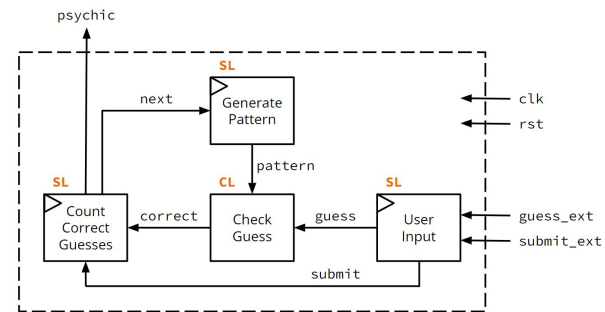 psychic
SL
next
Generate
Pattern
clk
rst
pattern
SL
CL
SL
Count
Correct
Guesses
correct
Check
Guess
guess
User
Input
guess_ext
submit_ext
submit